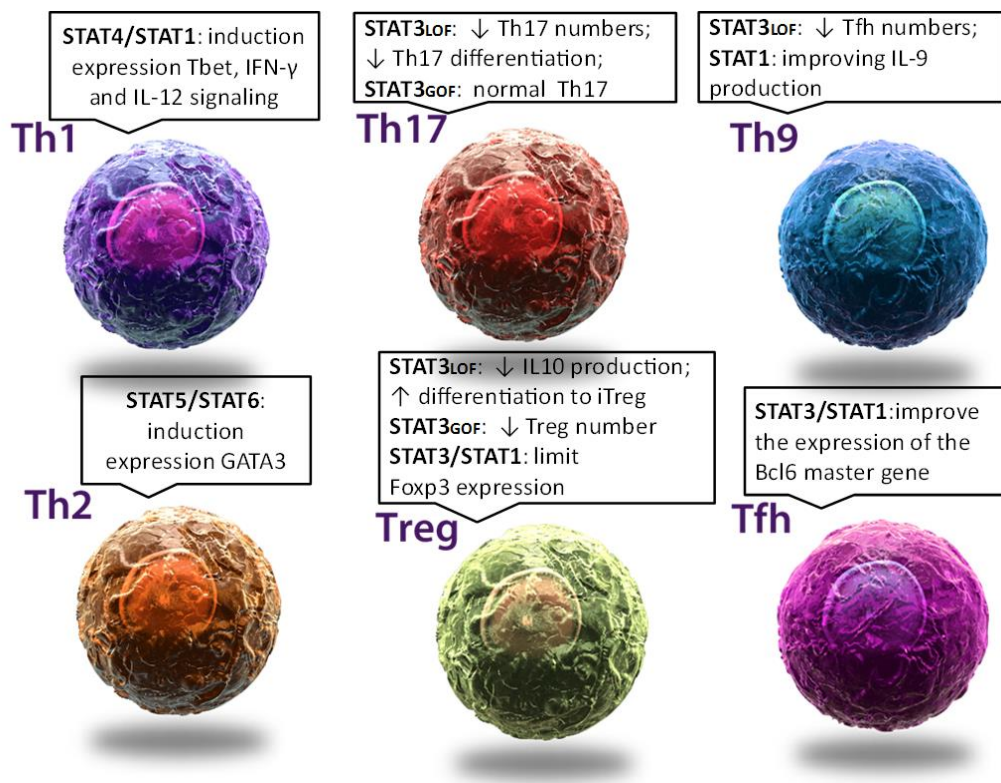 STAT4/STAT1: induction
expression Tbet, IFN-γ
and IL-12 signaling
Th1
STAT3LOF: ↓ Th17 numbers;
↓ Th17 differentiation;
STAT3GOF: normal Th17
Th17
STAT3LOF: ↓ Tfh numbers;
STAT1: improving IL-9
production
Th9
STAT5/STAT6:
induction
expression GATA3
Th2
STAT3LOF: ↓ IL10 production;
↑ differentiation to iTreg
STAT3GOF: ↓ Treg number
STAT3/STAT1: limit
Foxp3 expression
Treg
STAT3/STAT1:improve
the expression of the
Bcl6 master gene
Tfh